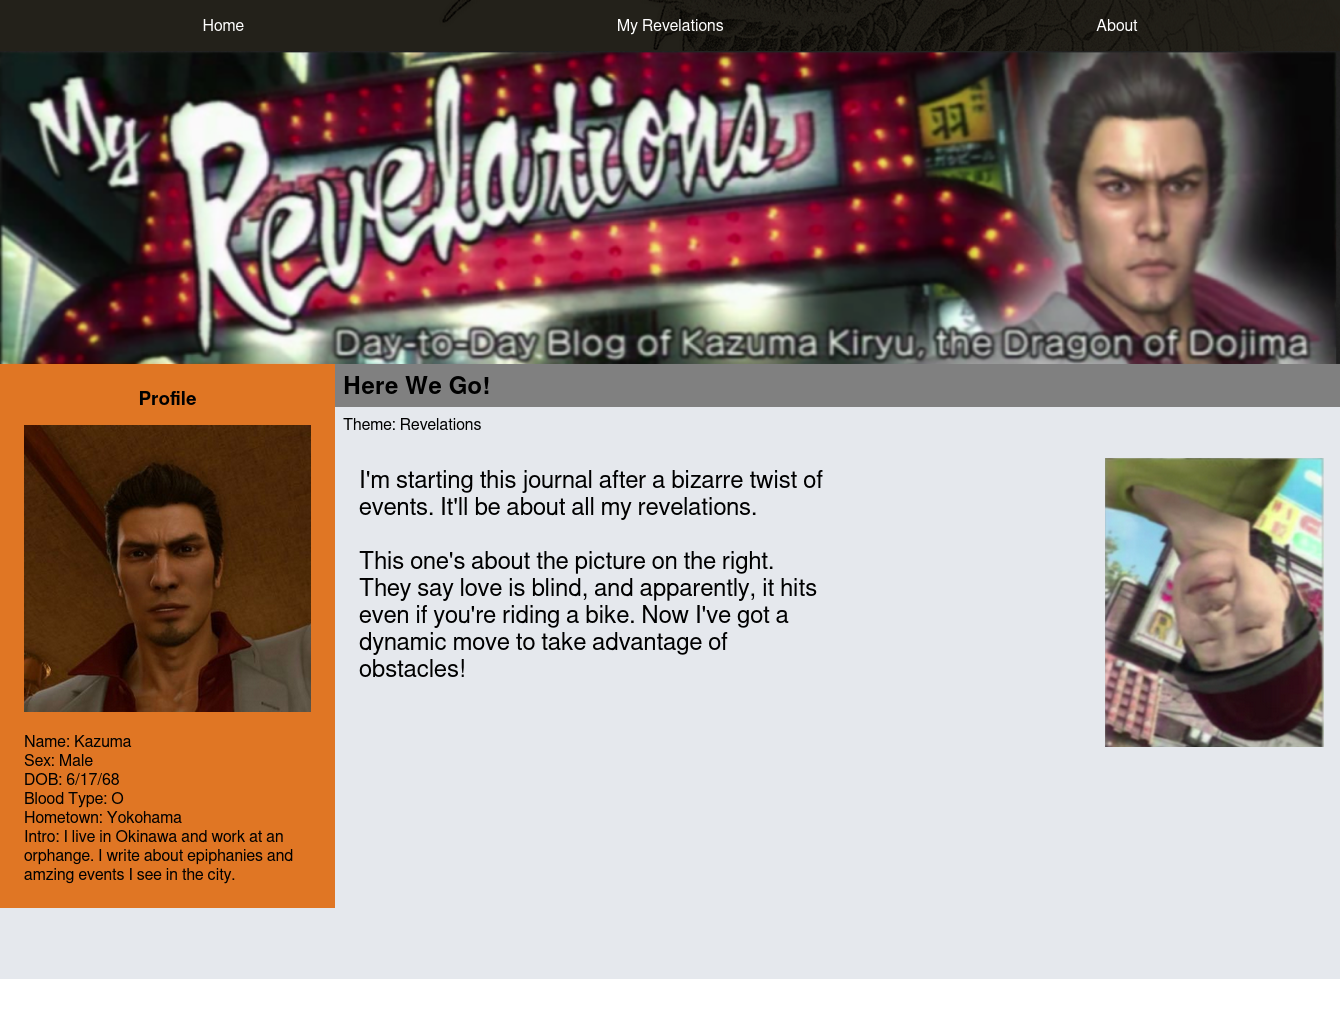 Home
My Revelations
About
My Revelations
羽
Day-to-Day Blog of Kazuma Kiryu, the Dragon of Dojima
Profile
Name: Kazuma
Sex: Male
DOB: 6/17/68
Blood Type: O
Hometown: Yokohama
Intro: I live in Okinawa and work at an
orphange. I write about epiphanies and
amzing events I see in the city.
Here We Go!
Theme: Revelations
I'm starting this journal after a bizarre twist of
events. It'll be about all my revelations.
This one's about the picture on the right.
They say love is blind, and apparently, it hits
even if you're riding a bike. Now I've got a
dynamic move to take advantage of
obstacles!